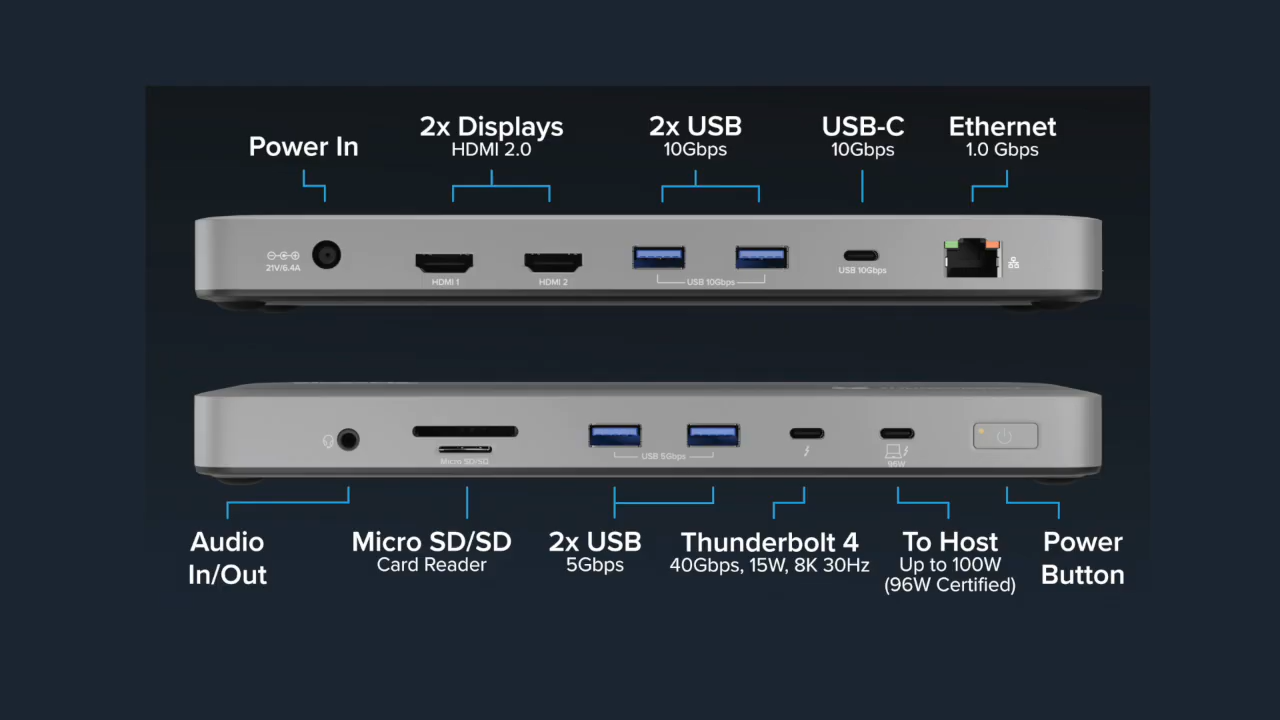 Power In
2x Displays
HDMI 2.0
2x USB
10Gbps
USB-C
10Gbps
Ethernet
1.0 Gbps
21V/6.4A
HDMI 1
HDMI 2
USB 10Gbps
USB 10Gbps
Micro SD/SD
USB 5Gbps
96W
Audio
In/Out
Micro SD/SD
Card Reader
2x USB
5Gbps
Thunderbolt 4
40Gbps, 15W, 8K 30Hz
To Host
Up to 100W
(96W Certified)
Power
Button